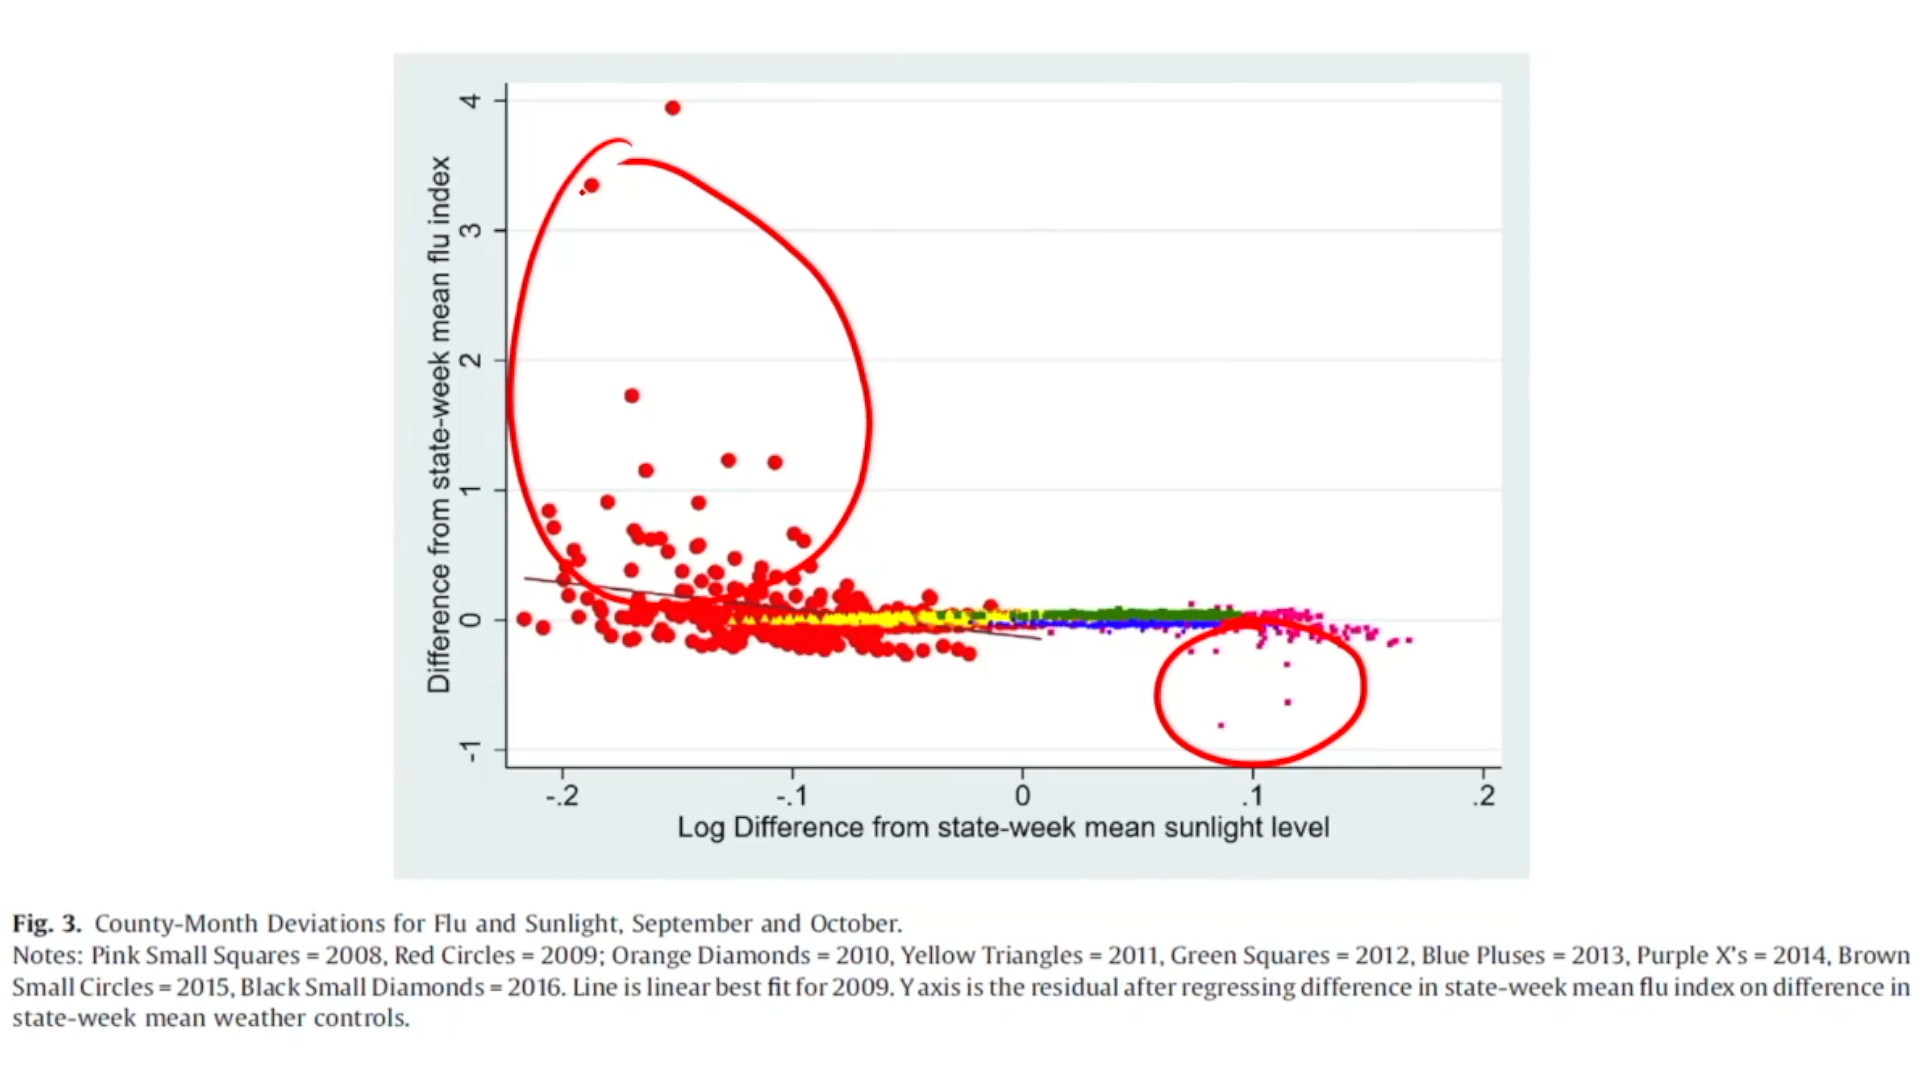 4
3
2
1
0
-1
Difference from state-week mean flu index
-.2 -.1 0 .1 .2
Log Difference from state-week mean sunlight level
Fig. 3. County-Month Deviations for Flu and Sunlight, September and October.
Notes: Pink Small Squares = 2008, Red Circles = 2009; Orange Diamonds = 2010, Yellow Triangles = 2011, Green Squares = 2012, Blue Pluses = 2013, Purple X's = 2014, Brown
Small Circles = 2015, Black Small Diamonds = 2016. Line is linear best fit for 2009. Y axis is the residual after regressing difference in state-week mean flu index on difference in
state-week mean weather controls.